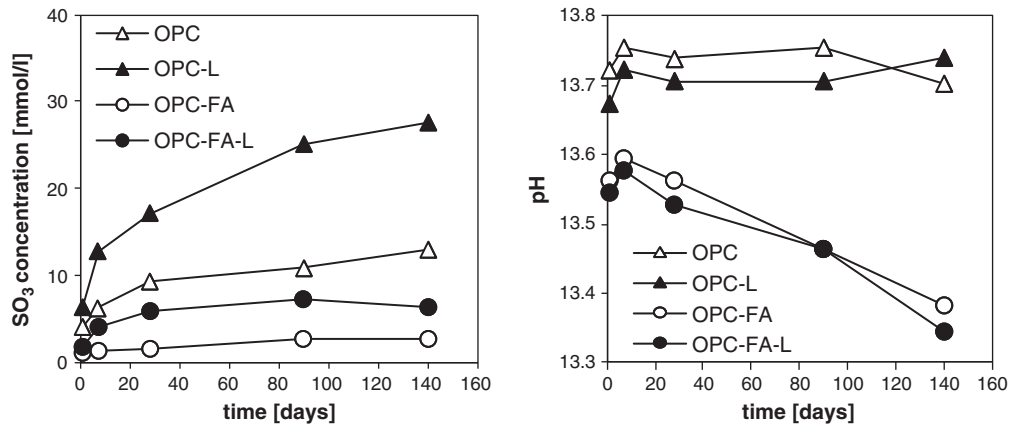 SO3 concentration [mmol/l]
40
30
20
10
0
OPC
OPC-L
OPC-FA
OPC-FA-L
0 20 40 60 80 100 120 140 160
time [days]
pH
13.8
13.7
13.6
13.5
13.4
13.3
OPC
OPC-L
OPC-FA
OPC-FA-L
0 20 40 60 80 100 120 140 160
time [days]